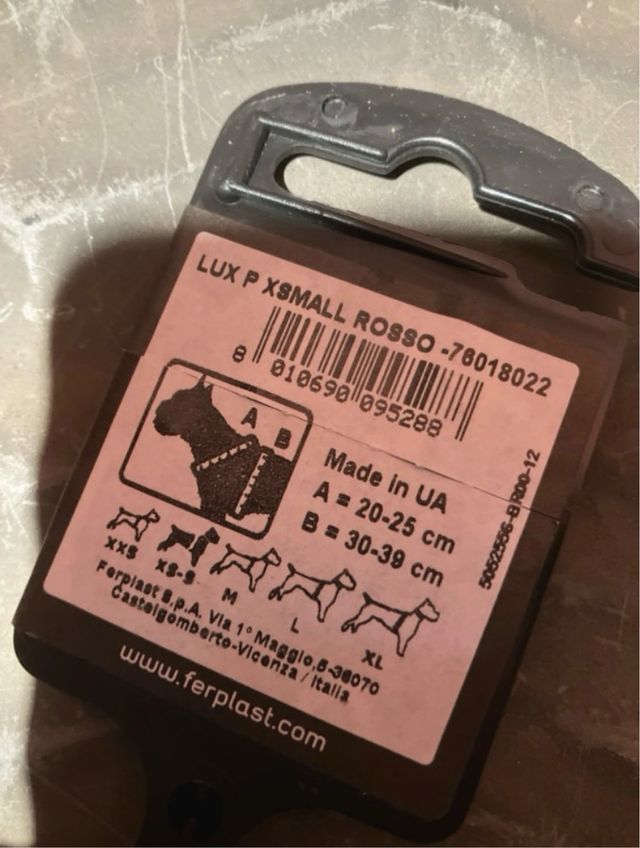 LUX P XSMALL ROSSO -76018022
8 010690 095288
A B
Made in UA
A = 20-25 cm
B = 30-39 cm
XXS XS-S M L XL
Ferplast S.p.A. Via 1° Maggio,5-36070
Castelgomberto-Vicenza / Italia
www.ferplast.com